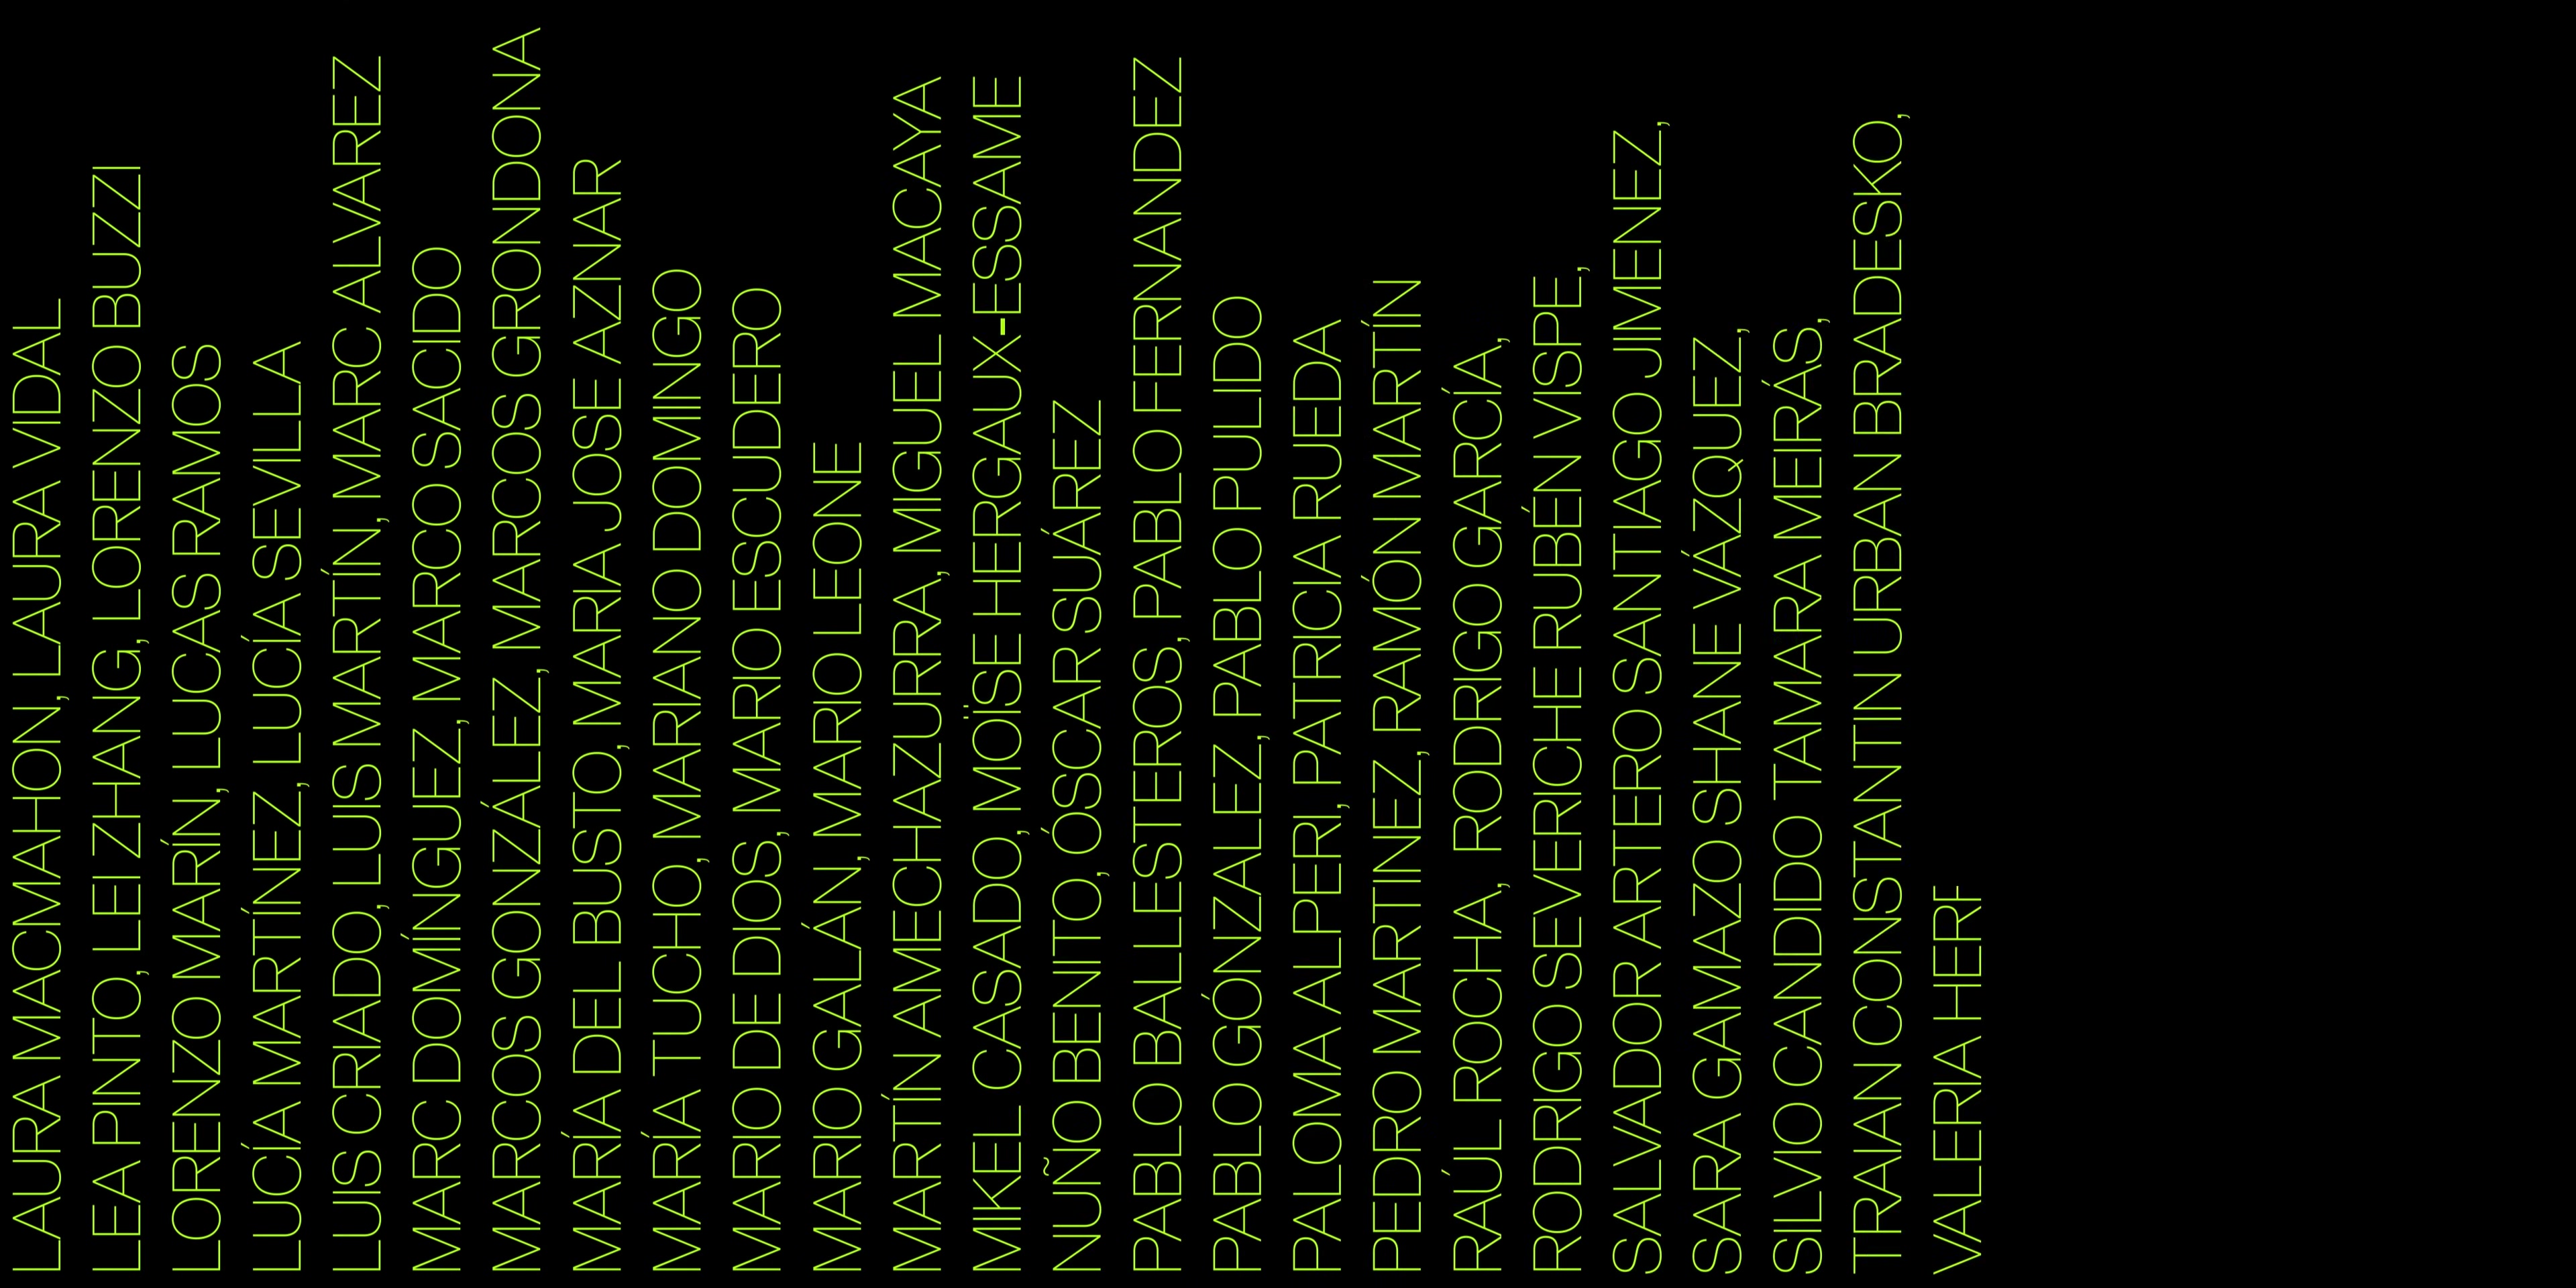 LAURA MACMAHON, LAURA VIDAL
LEA PINTO, LEI ZHANG, LORENZO BUZZI
LORENZO MARÍN, LUCAS RAMOS
LUCÍA MARTÍNEZ, LUCÍA SEVILLA
LUIS CRIADO, LUIS MARTÍN, MARC ALVAREZ
MARC DOMÍNGUEZ, MARCO SACIDO
MARCOS GONZÁLEZ, MARCOS GRONDONA
MARÍA DEL BUSTO, MARIA JOSE AZNAR
MARÍA TUCHO, MARIANO DOMINGO
MARIO DE DIOS, MARIO ESCUDERO
MARIO GALÁN, MARIO LEONE
MARTÍN AMECHAZURRA, MIGUEL MACAYA
MIKEL CASADO, MOÏSE HERGAUX-ESSAME
NUÑO BENITO, ÓSCAR SUÁREZ
PABLO BALLESTEROS, PABLO FERNANDEZ
PABLO GÓNZALEZ, PABLO PULIDO
PALOMA ALPERI, PATRICIA RUEDA
PEDRO MARTINEZ, RAMÓN MARTÍN
RAÚL ROCHA, RODRIGO GARCÍA,
RODRIGO SEVERICHE RUBÉN VISPE,
SALVADOR ARTERO SANTIAGO JIMENEZ,
SARA GAMAZO SHANE VÁZQUEZ,
SILVIO CANDIDO TAMARA MEIRÁS,
TRAIAN CONSTANTIN URBAN BRADESKO,
VALERIA HERF